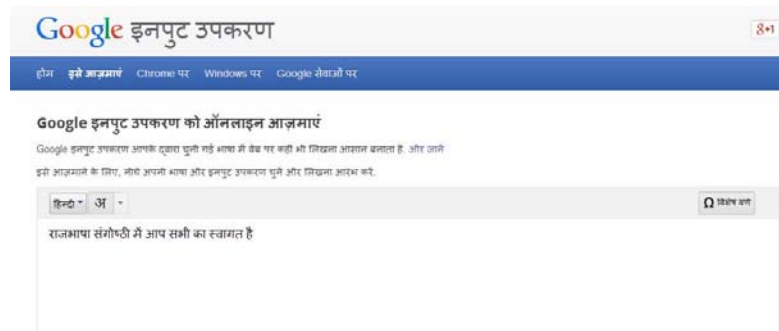 Google इनपुट उपकरण
8+1
होम इसे आज़माएं Chrome पर Windows पर Google सेवाओं पर
Google इनपुट उपकरण को ऑनलाइन आज़माएं
Google इनपुट उपकरण आपके द्वारा चुनी गई भाषा में वेब पर कहीं भी लिखना आसान बनाता है. और जानें
इसे आज़माने के लिए, नीचे अपनी भाषा और इनपुट उपकरण चुनें और लिखना आरंभ करें.
हिन्दी अ Ω विशेष वर्ण
राजभाषा संगोष्ठी में आप सभी का स्वागत है